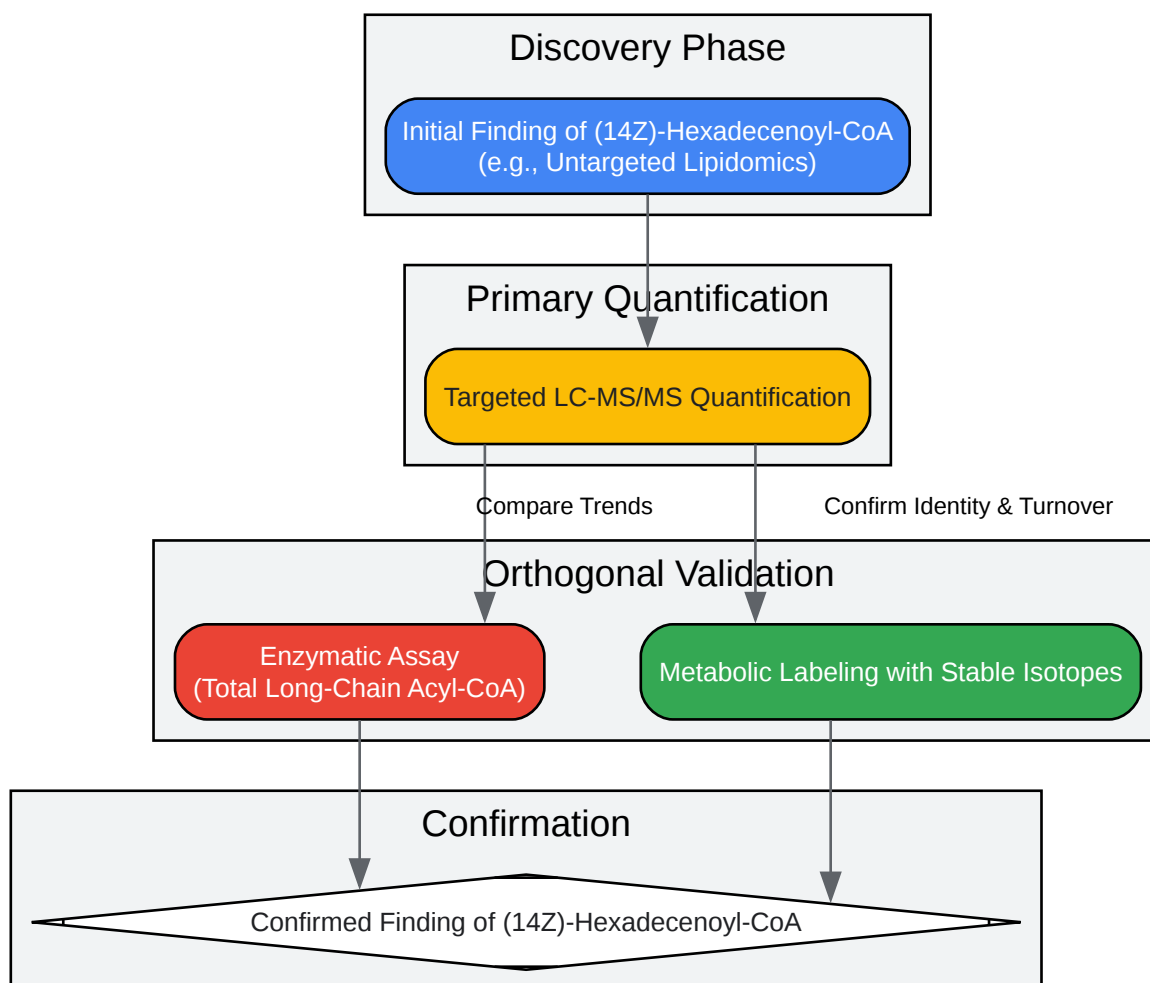 Discovery Phase
Initial Finding of (14Z)-Hexadecenoyl-CoA
(e.g., Untargeted Lipidomics)
Primary Quantification
Targeted LC-MS/MS Quantification
Compare Trends
Confirm Identity & Turnover
Orthogonal Validation
Enzymatic Assay
(Total Long-Chain Acyl-CoA)
Metabolic Labeling with Stable Isotopes
Confirmation
Confirmed Finding of (14Z)-Hexadecenoyl-CoA